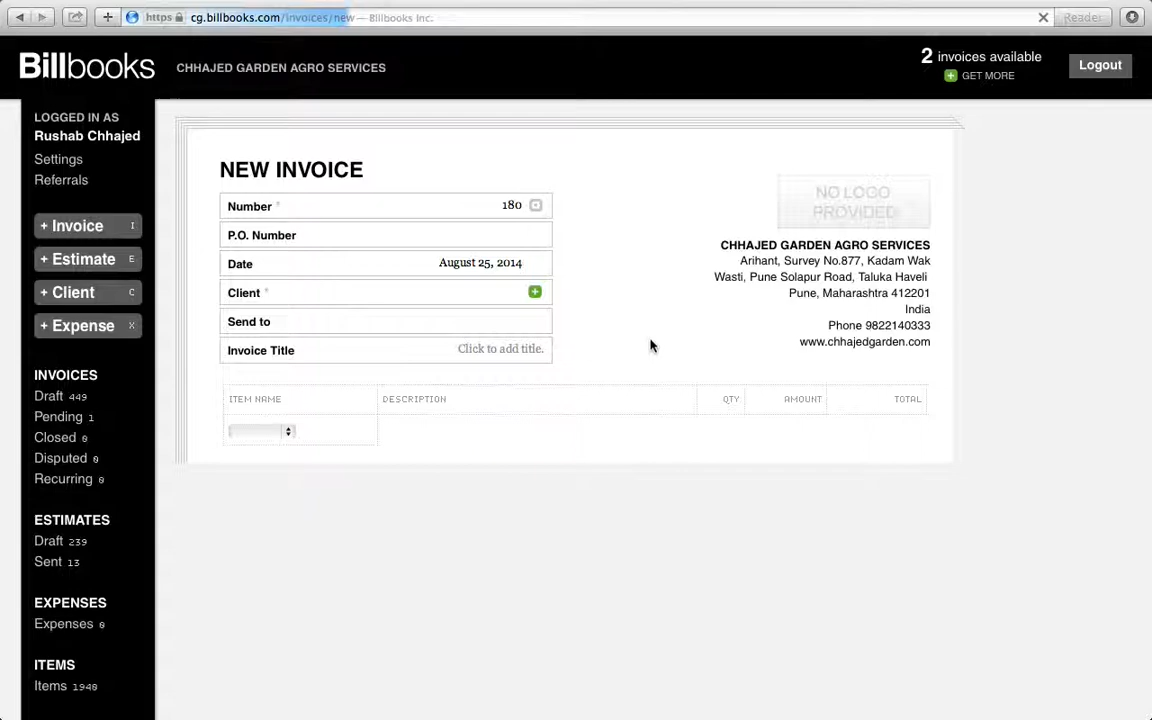 https cg.billbooks.com/invoices/new — Billbooks Inc.
Reader
Billbooks
CHHAJED GARDEN AGRO SERVICES
2 invoices available
GET MORE
Logout
LOGGED IN AS
Rushab Chhajed
Settings
Referrals
+ Invoice I
+ Estimate E
+ Client C
+ Expense X
INVOICES
Draft 449
Pending 1
Closed 0
Disputed 0
Recurring 0
ESTIMATES
Draft 239
Sent 13
EXPENSES
Expenses 0
ITEMS
Items 1940
NEW INVOICE
Number * 180
P.O. Number
Date August 25, 2014
Client *
Send to
Invoice Title Click to add title.
NO LOGO
PROVIDED
CHHAJED GARDEN AGRO SERVICES
Arihant, Survey No.877, Kadam Wak
Wasti, Pune Solapur Road, Taluka Haveli
Pune, Maharashtra 412201
India
Phone 9822140333
www.chhajedgarden.com
ITEM NAME DESCRIPTION QTY AMOUNT TOTAL